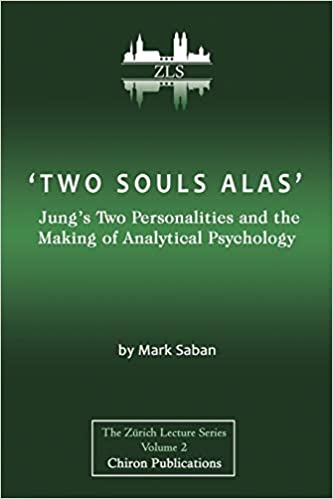 ZLS
‘TWO SOULS ALAS’
Jung’s Two Personalities and the
Making of Analytical Psychology
by Mark Saban
The Zürich Lecture Series
Volume 2
Chiron Publications